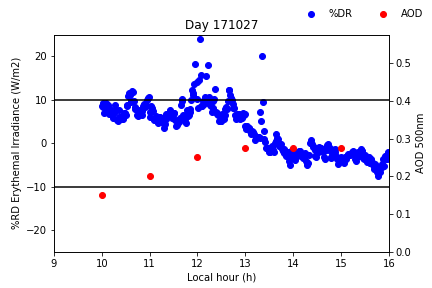 %DR AOD
Day 171027
%RD Erythemal Irradiance (W/m2)
20
10
0
−10
−20
0.5
0.4
0.3
0.2
0.1
0.0
AOD 500nm
9 10 11 12 13 14 15 16
Local hour (h)